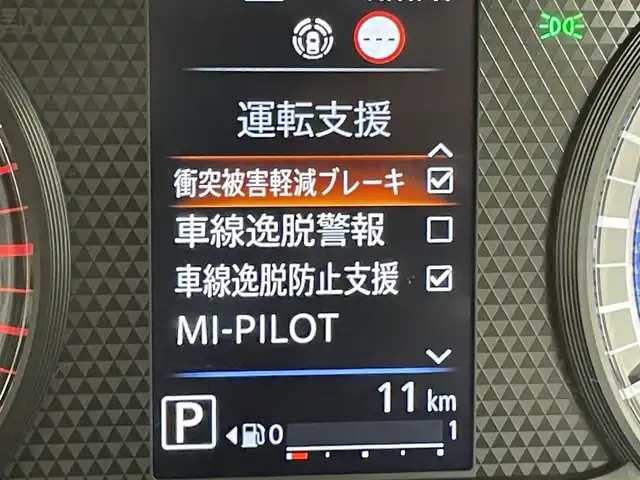 運転支援
衝突被害軽減ブレーキ
車線逸脱警報
車線逸脱防止支援
MI-PILOT
11 km
P 0 1